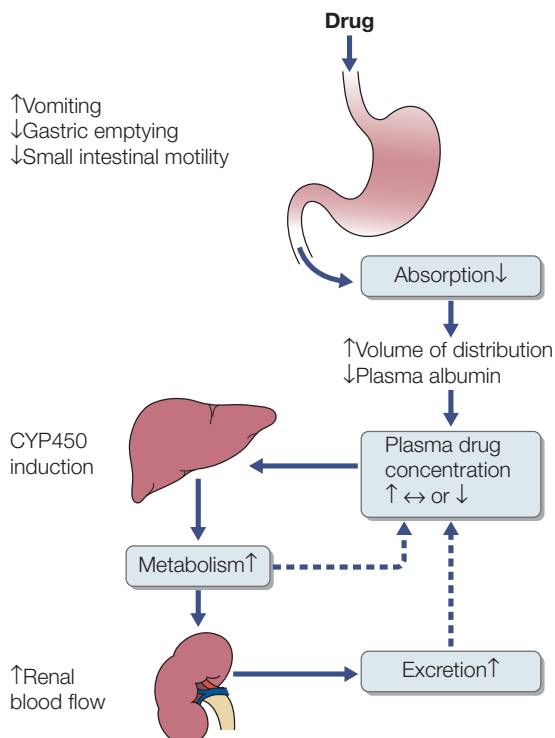 Drug
↑Vomiting
↓Gastric emptying
↓Small intestinal motility
Absorption↓
↑Volume of distribution
↓Plasma albumin
CYP450
induction
Plasma drug
concentration
↑ ↔ or ↓
Metabolism↑
↑Renal
blood flow
Excretion↑